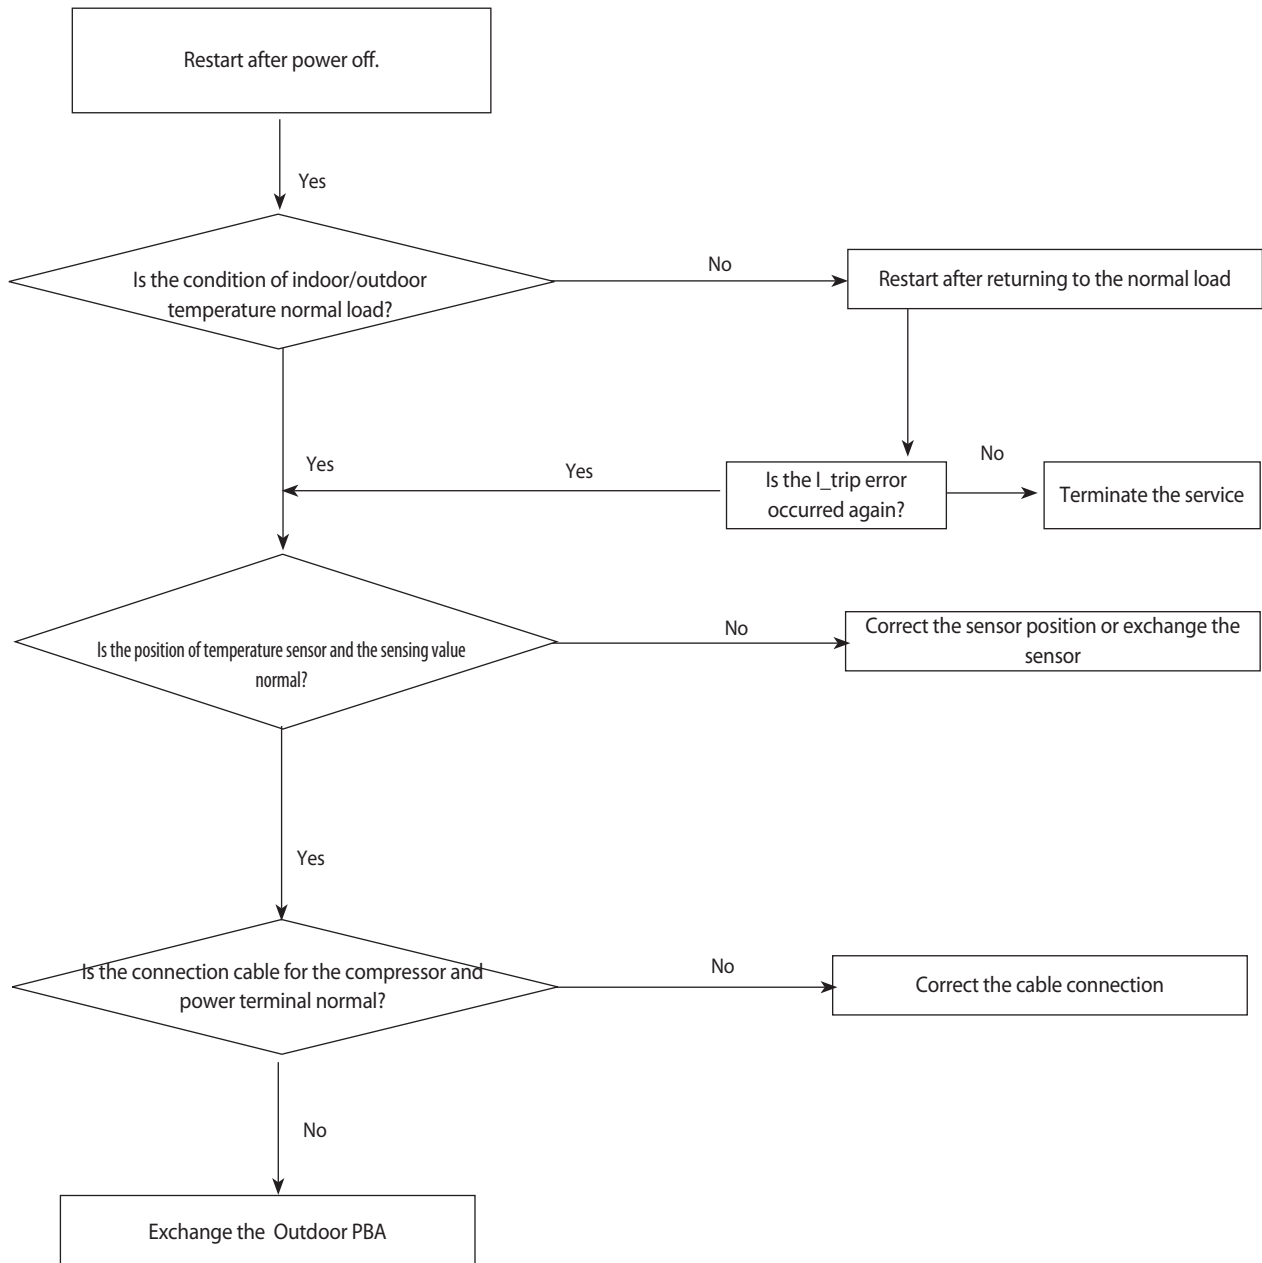 Restart after power off.
Yes
Is the condition of indoor/outdoor
temperature normal load?
No
Restart after returning to the normal load
Yes
Yes
Is the I_trip error
occurred again?
No
Terminate the service
Is the position of temperature sensor and the sensing value
normal?
No
Correct the sensor position or exchange the
sensor
Yes
Is the connection cable for the compressor and
power terminal normal?
No
Correct the cable connection
No
Exchange the Outdoor PBA